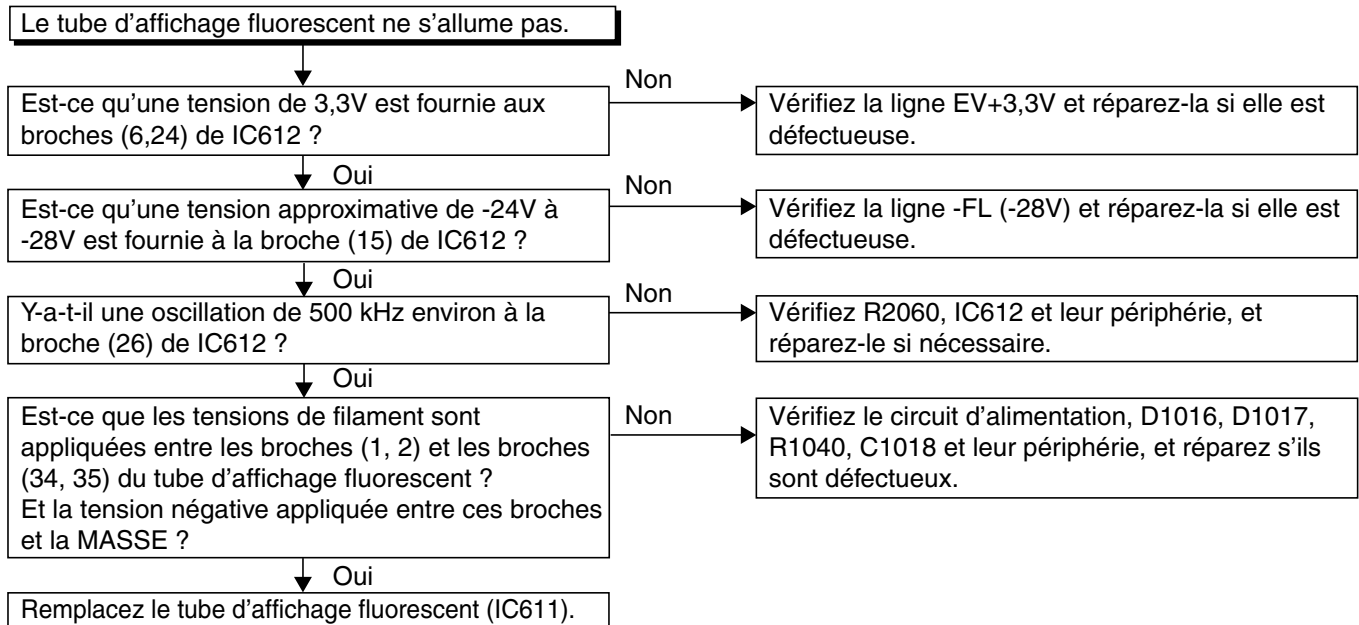 Le tube d'affichage fluorescent ne s'allume pas.
Non
Est-ce qu'une tension de 3,3V est fournie aux
broches (6,24) de IC612 ?
Vérifiez la ligne EV+3,3V et réparez-la si elle est
défectueuse.
Oui
Non
Est-ce qu'une tension approximative de -24V à
-28V est fournie à la broche (15) de IC612 ?
Vérifiez la ligne -FL (-28V) et réparez-la si elle est
défectueuse.
Oui
Non
Y-a-t-il une oscillation de 500 kHz environ à la
broche (26) de IC612 ?
Vérifiez R2060, IC612 et leur périphérie, et
réparez-le si nécessaire.
Oui
Non
Est-ce que les tensions de filament sont
appliquées entre les broches (1, 2) et les broches
(34, 35) du tube d'affichage fluorescent ?
Et la tension négative appliquée entre ces broches
et la MASSE ?
Vérifiez le circuit d'alimentation, D1016, D1017,
R1040, C1018 et leur périphérie, et réparez s'ils
sont défectueux.
Oui
Remplacez le tube d'affichage fluorescent (IC611).